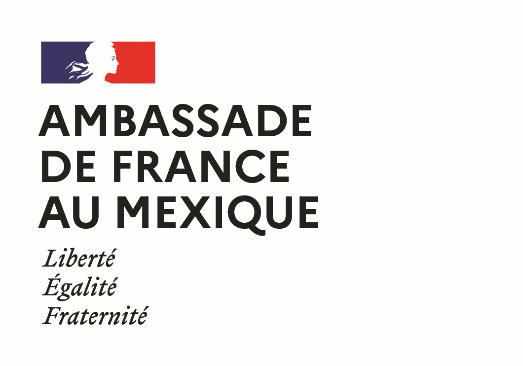 AMBASSADE
DE FRANCE
AU MEXIQUE
Liberté
Égalité
Fraternité